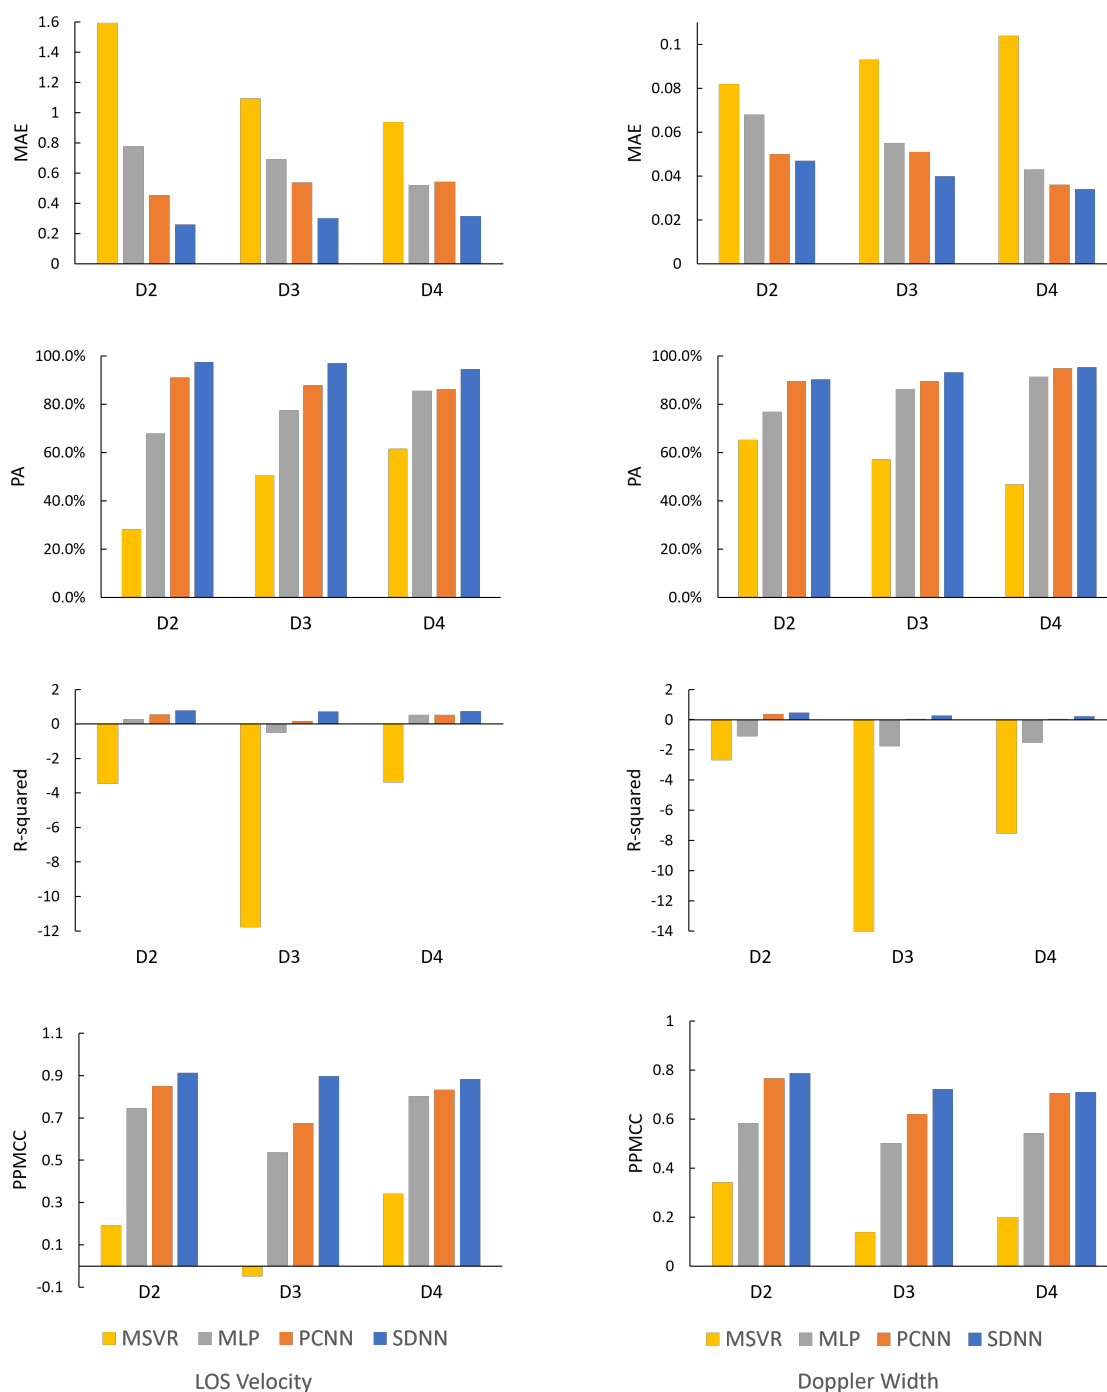 1.6
1.4
1.2
1
0.8
0.6
0.4
0.2
0
MAE
D2 D3 D4
0.1
0.08
0.06
0.04
0.02
0
MAE
D2 D3 D4
100.0%
80.0%
60.0%
40.0%
20.0%
0.0%
PA
D2 D3 D4
100.0%
80.0%
60.0%
40.0%
20.0%
0.0%
PA
D2 D3 D4
2
0
-2
-4
-6
-8
-10
-12
R-squared
D2 D3 D4
2
0
-2
-4
-6
-8
-10
-12
-14
R-squared
D2 D3 D4
1.1
0.9
0.7
0.5
0.3
0.1
-0.1
PPMCC
D2 D3 D4
1
0.8
0.6
0.4
0.2
0
PPMCC
D2 D3 D4
MSVR MLP PCNN SDNN
LOS Velocity
MSVR MLP PCNN SDNN
Doppler Width